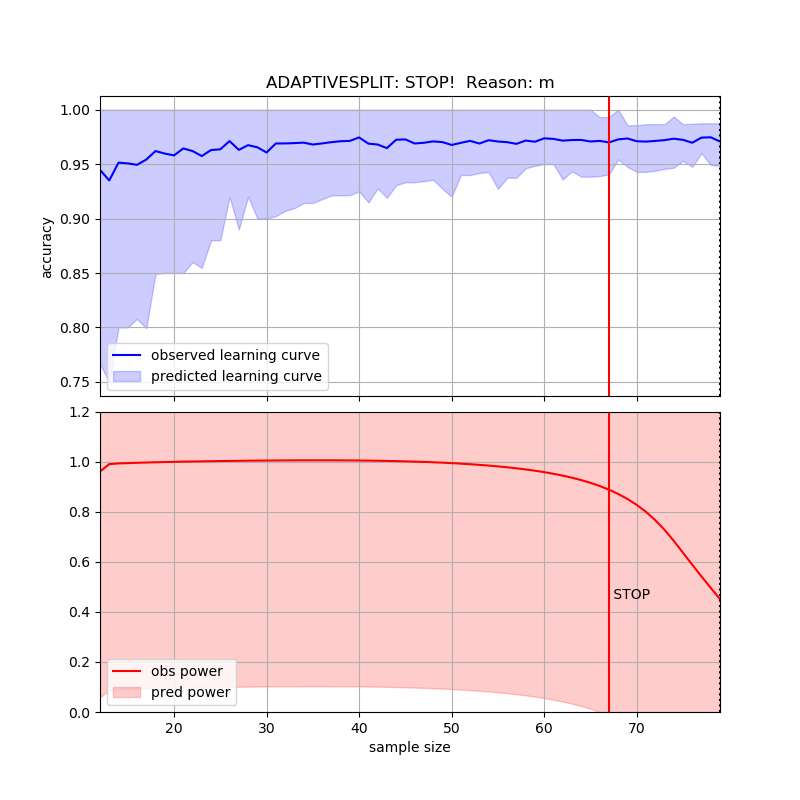 ADAPTIVESPLIT: STOP!  Reason: m
1.00
0.95
0.90
0.85
0.80
0.75
accuracy
observed learning curve
predicted learning curve
1.2
1.0
0.8
0.6
0.4
0.2
0.0
STOP
obs power
pred power
20 30 40 50 60 70
sample size